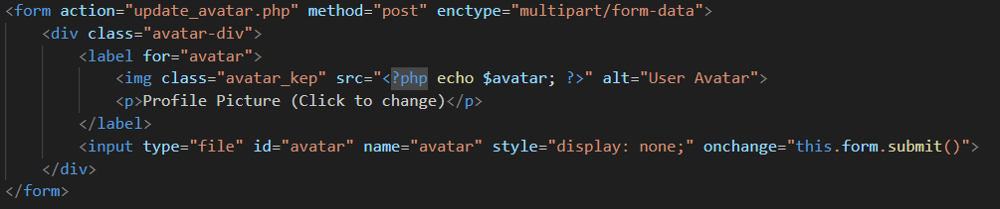 <form action="update_avatar.php" method="post" enctype="multipart/form-data">
<div class="avatar-div">
<label for="avatar">
<img class="avatar_kep" src="<?php echo $avatar; ?>" alt="User Avatar">
<p>Profile Picture (Click to change)</p>
</label>
<input type="file" id="avatar" name="avatar" style="display: none;" onchange="this.form.submit()">
</div>
</form>